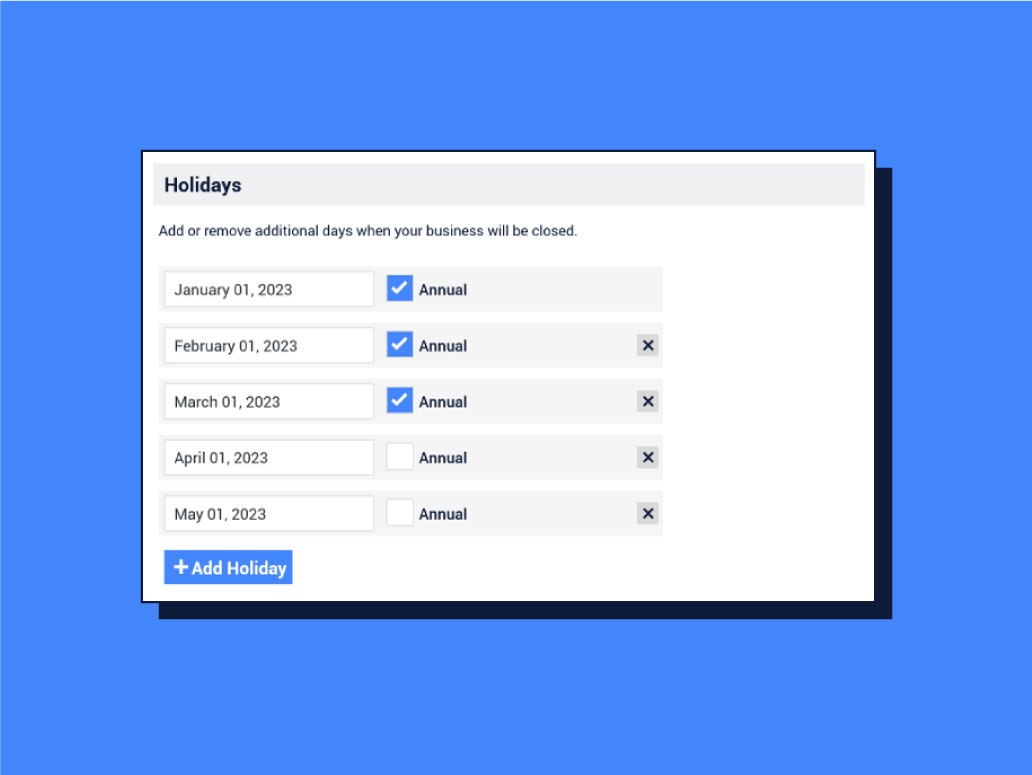 Holidays
Add or remove additional days when your business will be closed.
January 01, 2023 Annual
February 01, 2023 Annual
March 01, 2023 Annual
April 01, 2023 Annual
May 01, 2023 Annual
+ Add Holiday